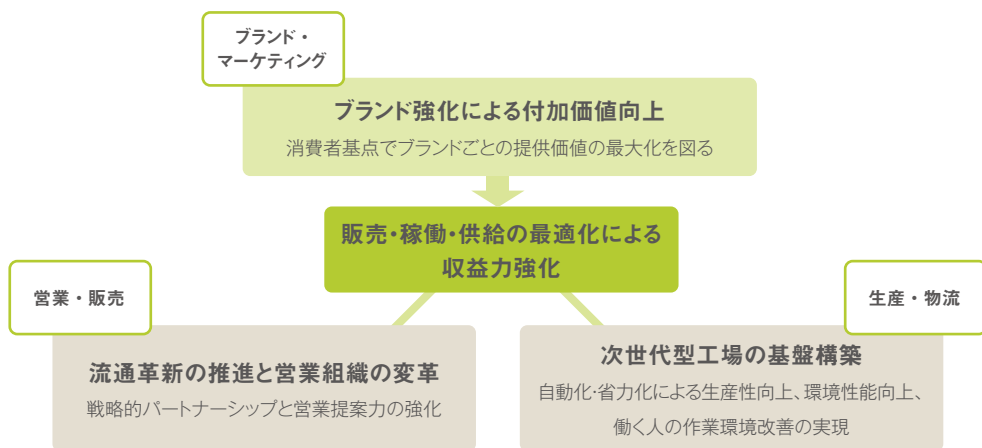 ブランド・
マーケティング
ブランド強化による付加価値向上
消費者基点でブランドごとの提供価値の最大化を図る
販売・稼働・供給の最適化による
収益力強化
営業・販売
流通革新の推進と営業組織の変革
戦略的パートナーシップと営業提案力の強化
生産・物流
次世代型工場の基盤構築
自動化・省力化による生産性向上、環境性能向上、
働く人の作業環境改善の実現